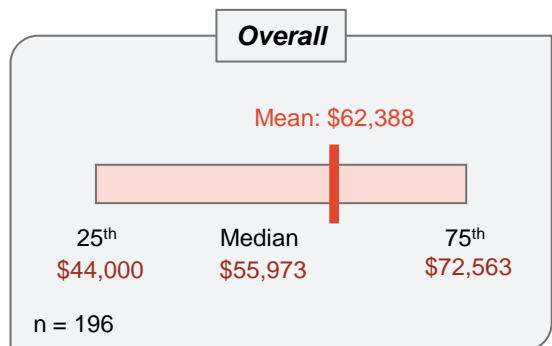 Overall
Mean: $62,388
25th Median 75th
$44,000 $55,973 $72,563
n = 196